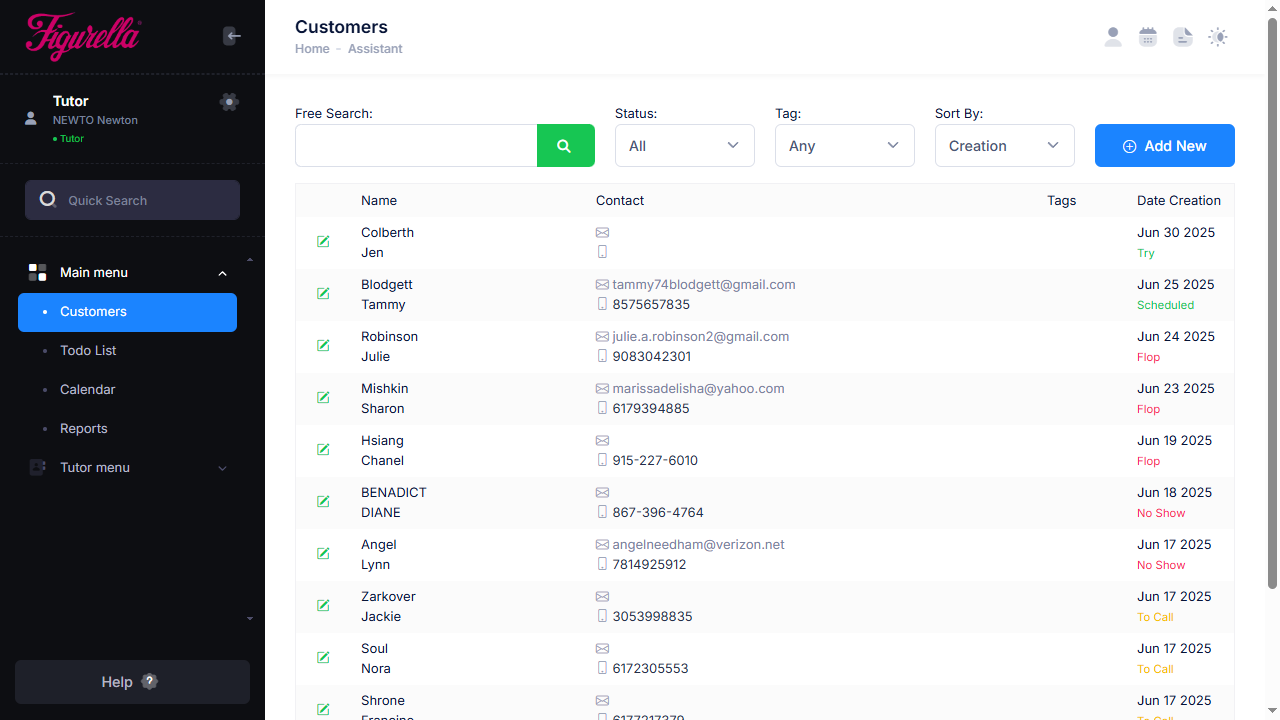 Figurella
Tutor
NEWTO Newton
Tutor
Quick Search
Main menu
Customers
Todo List
Calendar
Reports
Tutor menu
Help ?
Customers
Home - Assistant
Free Search:
Status:
Tag:
Sort By:
All
Any
Creation
Add New
Name Contact Tags Date Creation
Colberth Jun 30 2025
Jen Try
Blodgett tammy74blodgett@gmail.com Jun 25 2025
Tammy 8575657835 Scheduled
Robinson julie.a.robinson2@gmail.com Jun 24 2025
Julie 9083042301 Flop
Mishkin marissadelisha@yahoo.com Jun 23 2025
Sharon 6179394885 Flop
Hsiang Jun 19 2025
Chanel 915-227-6010 Flop
BENADICT Jun 18 2025
DIANE 867-396-4764 No Show
Angel angelneedham@verizon.net Jun 17 2025
Lynn 7814925912 No Show
Zarkover Jun 17 2025
Jackie 3053998835 To Call
Soul Jun 17 2025
Nora 6172305553 To Call
Shrone Jun 17 2025
Francine 6177217379 To Call